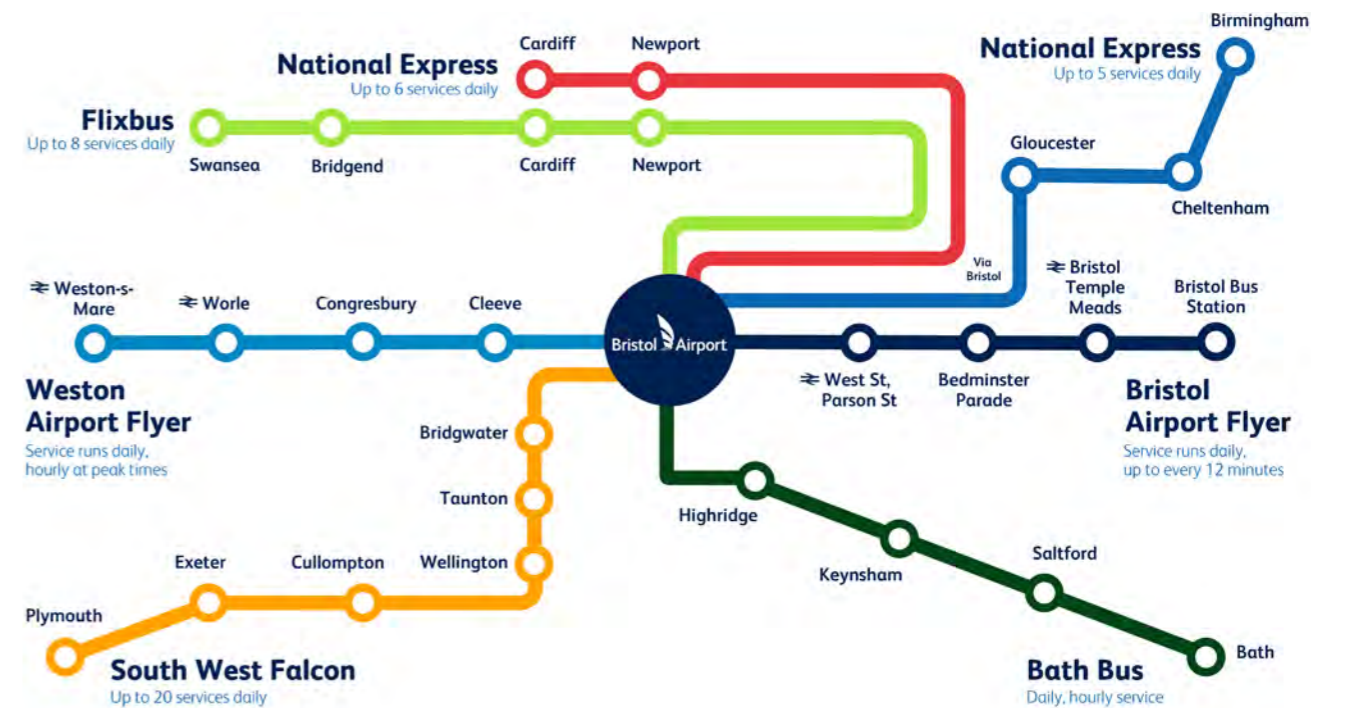 Birmingham
National Express
Up to 5 services daily
Cardiff
Newport
National Express
Up to 6 services daily
Flixbus
Up to 8 services daily
Swansea
Bridgend
Cardiff
Newport
Gloucester
Cheltenham
Via
Bristol
Weston-s-
Mare
Worle
Congresbury
Cleeve
Bristol Airport
Bristol
Temple
Meads
Bristol Bus
Station
West St,
Parson St
Bedminster
Parade
Weston
Airport Flyer
Service runs daily,
hourly at peak times
Bristol
Airport Flyer
Service runs daily,
up to every 12 minutes
Bridgwater
Taunton
Wellington
Cullompton
Exeter
Plymouth
South West Falcon
Up to 20 services daily
Highridge
Keynsham
Saltford
Bath
Bath Bus
Daily, hourly service